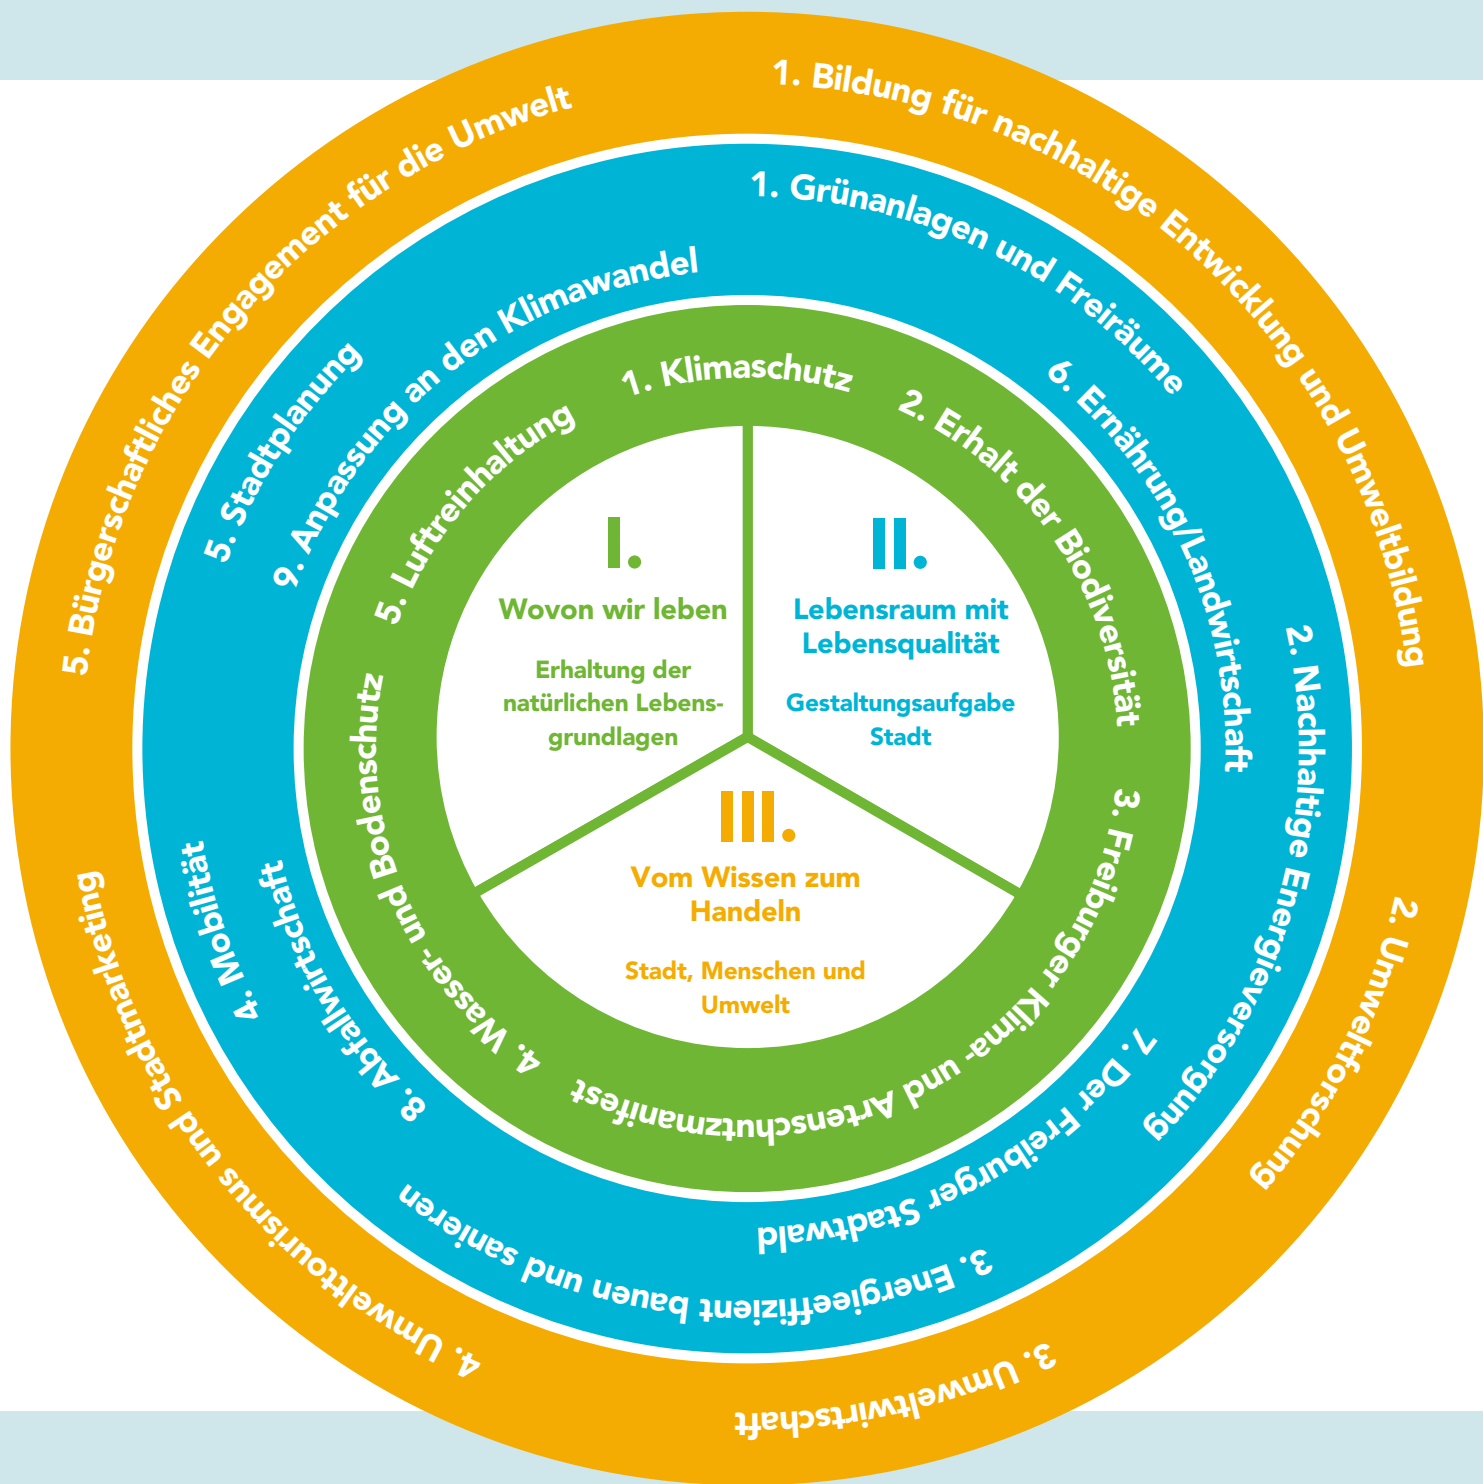 I.
Wovon wir leben
Erhaltung der
natürlichen Lebens-
grundlagen
II.
Lebensraum mit
Lebensqualität
Gestaltungsaufgabe
Stadt
III.
Vom Wissen zum
Handeln
Stadt, Menschen und
Umwelt
1. Klimaschutz
2. Erhalt der Biodiversität
3. Freiburger Klima- und Artenschutzmanifest
4. Wasser- und Bodenschutz
5. Luftreinhaltung
1. Grünanlagen und Freiräume
2. Nachhaltige Energieversorgung
3. Energieeffizient bauen und sanieren
4. Mobilität
5. Stadtplanung
6. Ernährung/Landwirtschaft
7. Der Freiburger Stadtwald
8. Abfallwirtschaft
9. Anpassung an den Klimawandel
1. Bildung für nachhaltige Entwicklung und Umweltbildung
2. Umweltforschung
3. Umweltwirtschaft
4. Umwelttourismus und Stadtmarketing
5. Bürgerschaftliches Engagement für die Umwelt